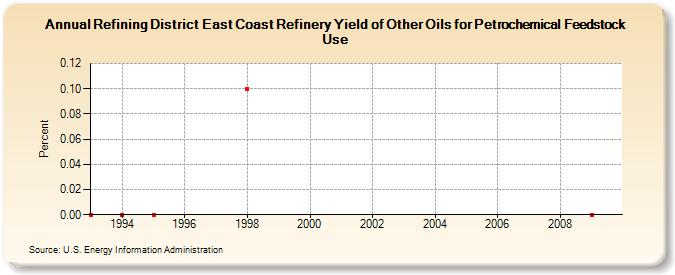 Annual Refining District East Coast Refinery Yield of Other Oils for Petrochemical Feedstock
Use
Percent
0.12
0.10
0.08
0.06
0.04
0.02
0.00
1994 1996 1998 2000 2002 2004 2006 2008
Source: U.S. Energy Information Administration